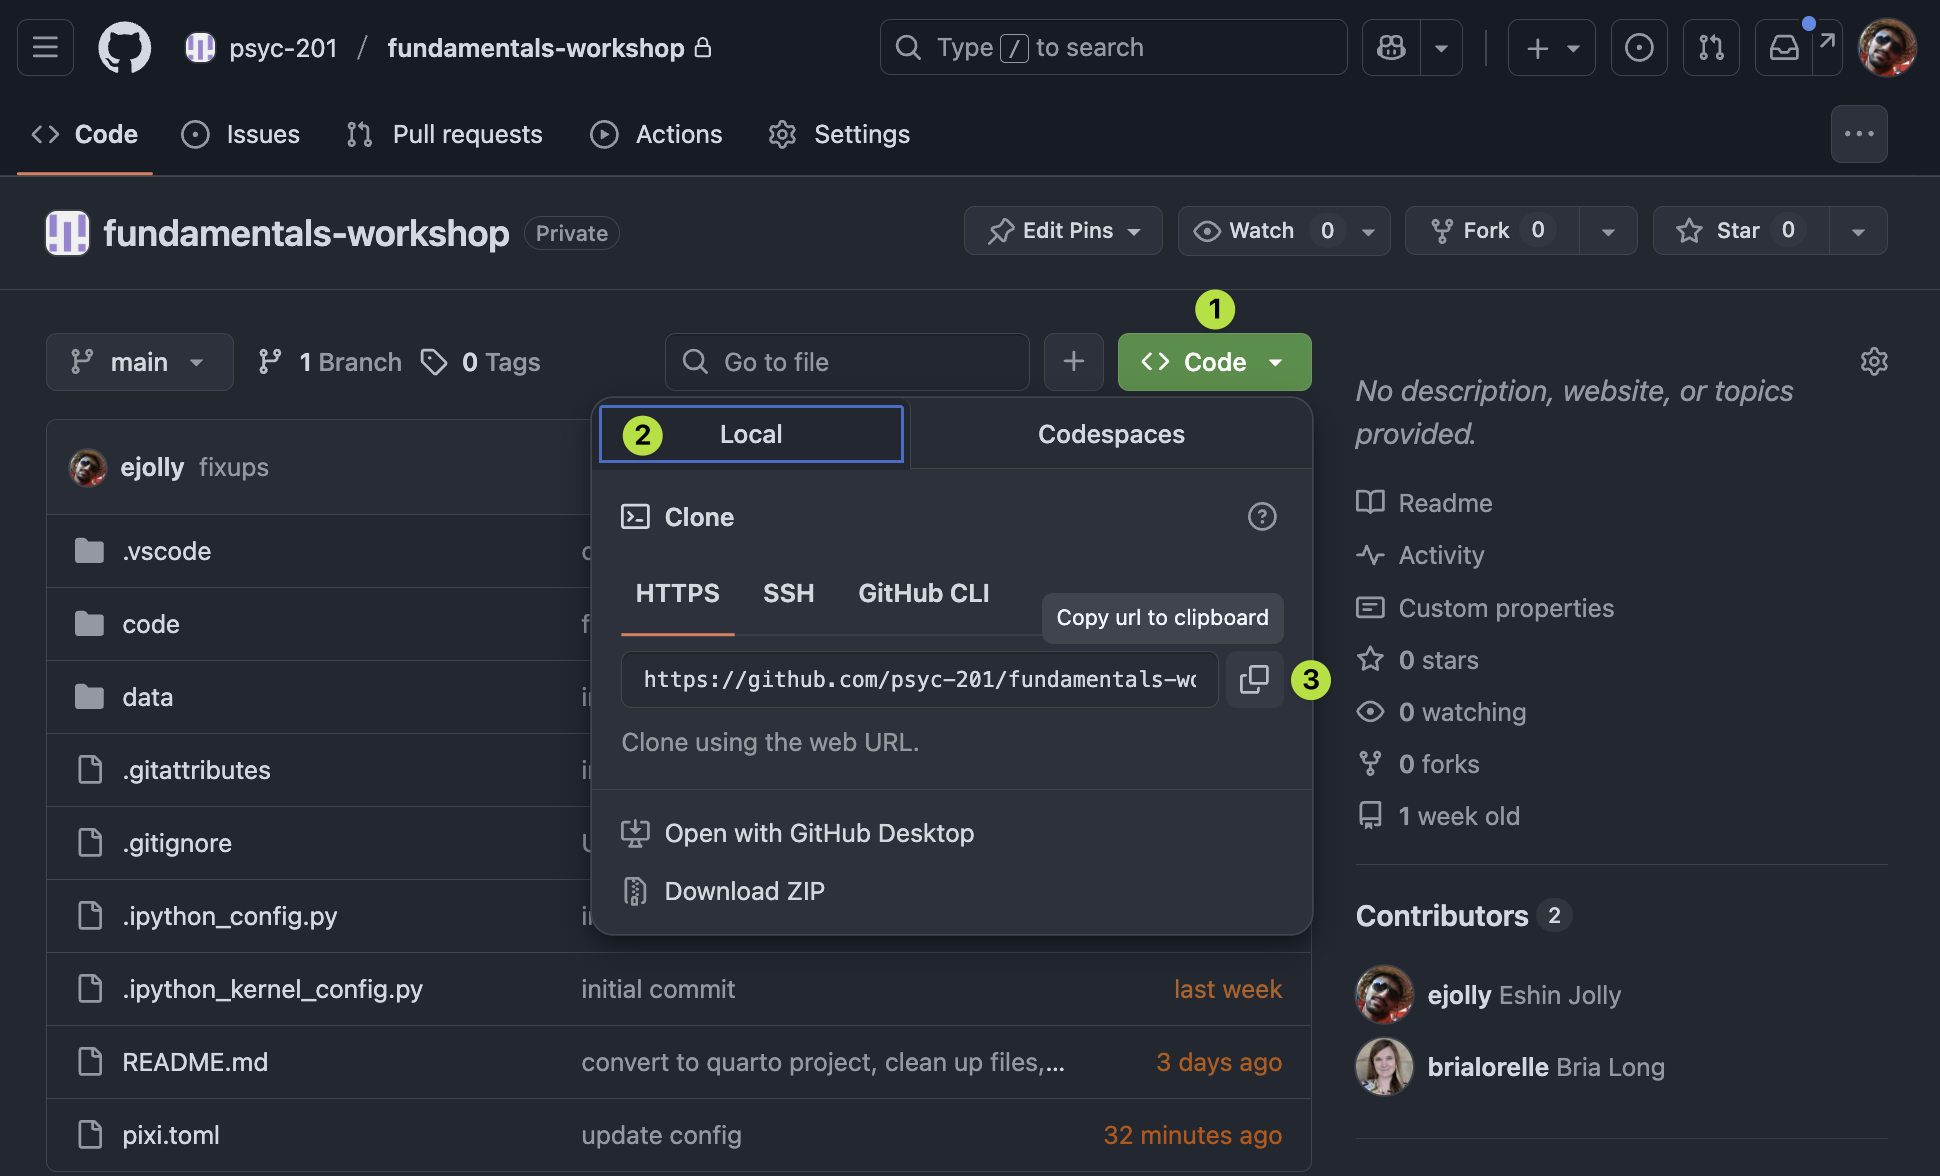 psyc-201 / fundamentals-workshop
Type / to search
Code
Issues
Pull requests
Actions
Settings
fundamentals-workshop Private
Edit Pins
Watch 0
Fork 0
Star 0
1
main
1 Branch
0 Tags
Go to file
Code
2 Local
Codespaces
Clone
HTTPS
SSH
GitHub CLI
Copy url to clipboard
https://github.com/psyc-201/fundamentals-wo
3
Clone using the web URL.
Open with GitHub Desktop
Download ZIP
ejolly fixups
.vscode
code
data
.gitattributes
.gitignore
.ipython_config.py
.ipython_kernel_config.py initial commit last week
README.md convert to quarto project, clean up files,... 3 days ago
pixi.toml update config 32 minutes ago
No description, website, or topics
provided.
Readme
Activity
Custom properties
0 stars
0 watching
0 forks
1 week old
Contributors 2
ejolly Eshin Jolly
brialorelle Bria Long